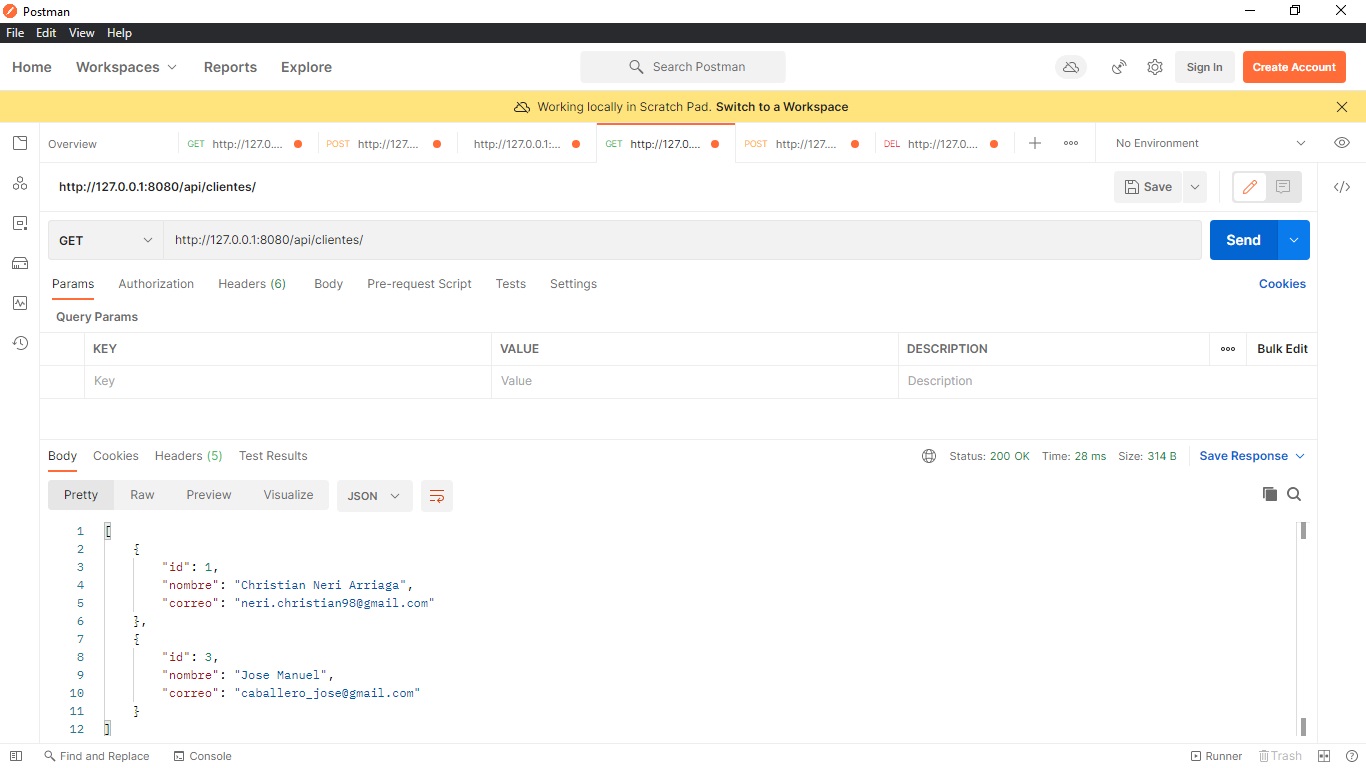 Postman
File Edit View Help
Home Workspaces Reports Explore Search Postman Sign In Create Account
Working locally in Scratch Pad. Switch to a Workspace
Overview GET http://127.0.... POST http://127.... http://127.0.0.1:... GET http://127.0.... POST http://127.... DEL http://127.0.... No Environment
http://127.0.0.1:8080/api/clientes/ Save
GET http://127.0.0.1:8080/api/clientes/ Send
Params Authorization Headers (6) Body Pre-request Script Tests Settings Cookies
Query Params
KEY VALUE DESCRIPTION Bulk Edit
Key Value Description
Body Cookies Headers (5) Test Results Status: 200 OK Time: 28 ms Size: 314 B Save Response
Pretty Raw Preview Visualize JSON
1 [
2 {
3 "id": 1,
4 "nombre": "Christian Neri Arriaga",
5 "correo": "neri.christian98@gmail.com"
6 },
7 {
8 "id": 3,
9 "nombre": "Jose Manuel",
10 "correo": "caballero_jose@gmail.com"
11 }
12 ]
Find and Replace Console Runner Trash